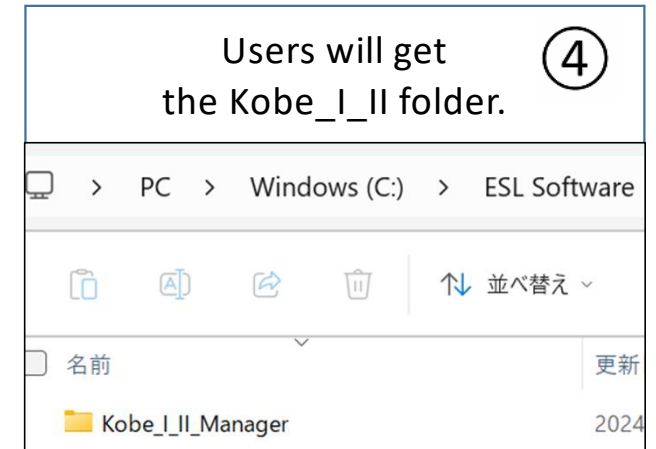 Users will get
the Kobe_I_II folder.
④
> PC > Windows (C:) > ESL Software
並べ替え
名前
更新
Kobe_I_II_Manager
2024